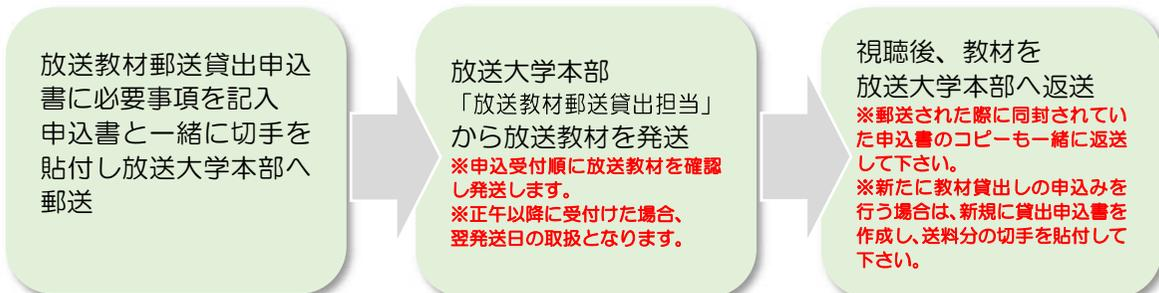 放送教材郵送貸出申込
書に必要事項を記入
申込書と一緒に切手を
貼付し放送大学本部へ
郵送
放送大学本部
「放送教材郵送貸出担当」
から放送教材を発送
※申込受付順に放送教材を確認
し発送します。
※正午以降に受付けた場合、
翌発送日の取扱となります。
視聴後、教材を
放送大学本部へ返送
※郵送された際に同封されてい
た申込書のコピーも一緒に返送
して下さい。
※新たに教材貸出しの申込みを
行う場合は、新規に貸出申込書を
作成し、送料分の切手を貼付して
下さい。